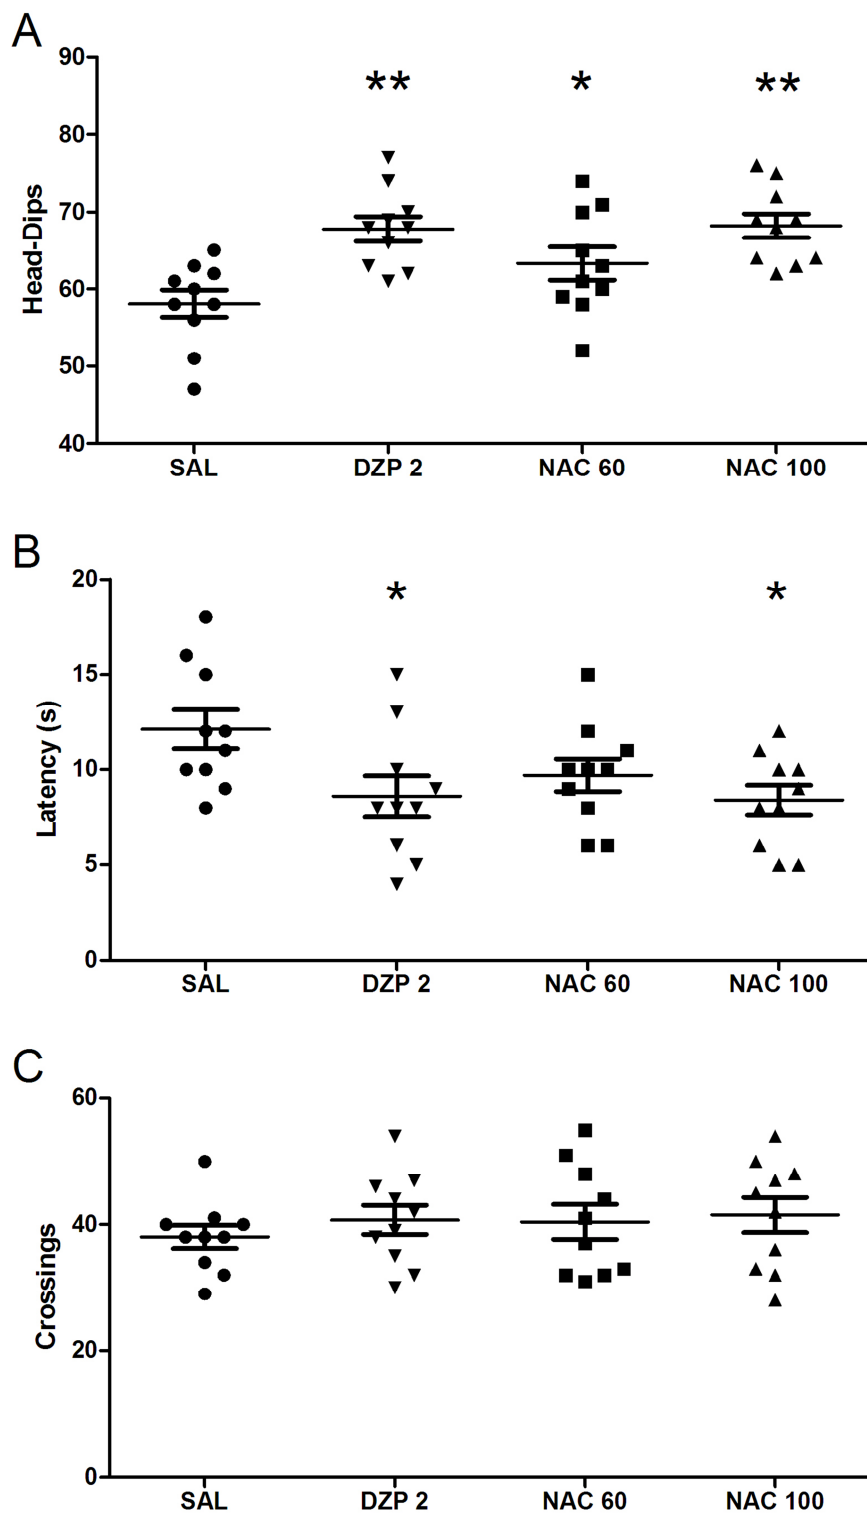 A
90
80
70
60
50
40
Head-Dips
** * **
SAL DZP 2 NAC 60 NAC 100
B
20
15
10
5
0
Latency (s)
* *
SAL DZP 2 NAC 60 NAC 100
C
60
40
20
0
Crossings
SAL DZP 2 NAC 60 NAC 100